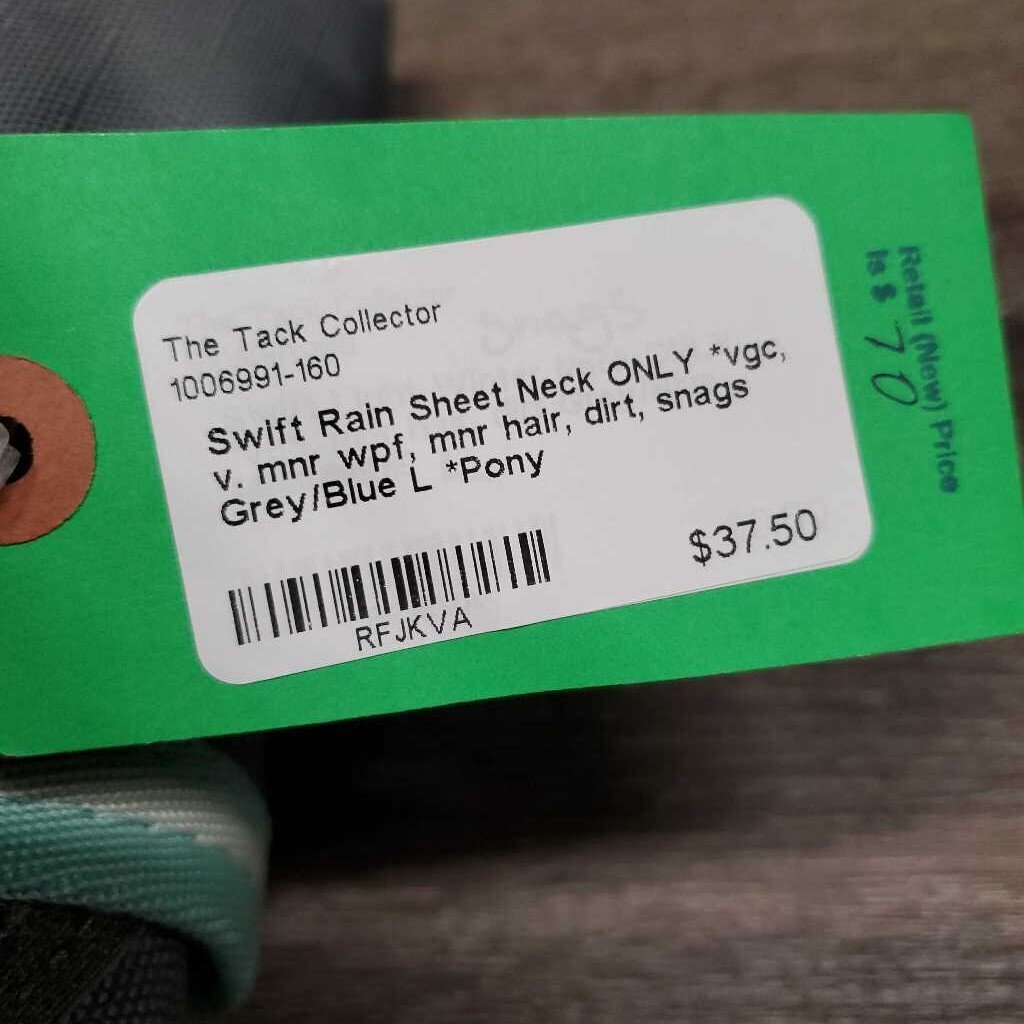 The Tack Collector
1006991-160
Swift Rain Sheet Neck ONLY *vgc,
v. mnr wpf, mnr hair, dirt, snags
Grey/Blue L *Pony
$37.50
RFJKVA
Retail (New) Price
Is $ 70